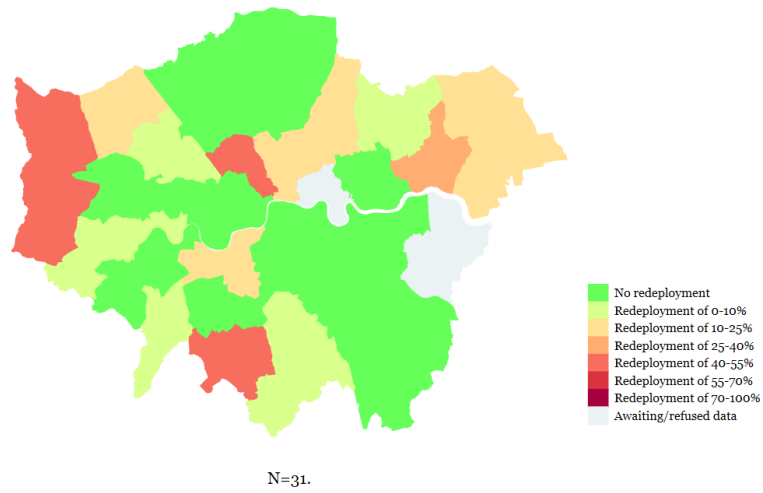 No redeployment
Redeployment of 0-10%
Redeployment of 10-25%
Redeployment of 25-40%
Redeployment of 40-55%
Redeployment of 55-70%
Redeployment of 70-100%
Awaiting/refused data
N=31.